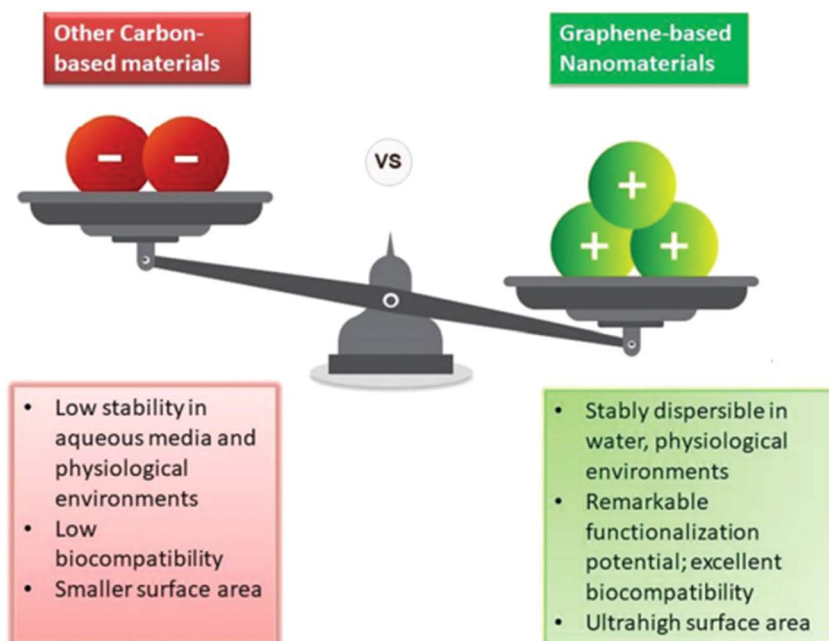 Other Carbon-
based materials
Graphene-based
Nanomaterials
- -
VS
+
+ +
• Low stability in
aqueous media and
physiological
environments
• Low
biocompatibility
• Smaller surface area
• Stably dispersible in
water, physiological
environments
• Remarkable
functionalization
potential; excellent
biocompatibility
• Ultrahigh surface area